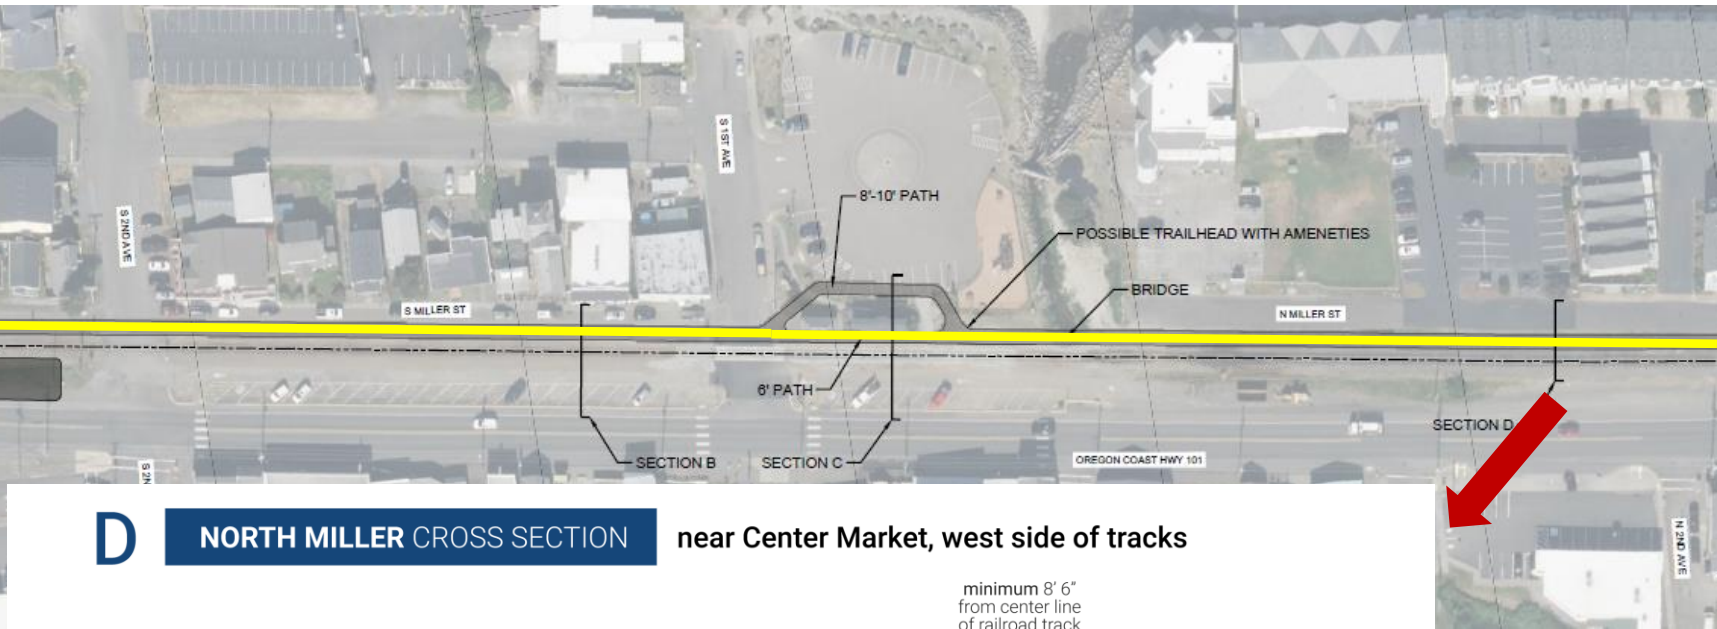 S 1ST AVE
8'-10' PATH
S 2ND AVE
POSSIBLE TRAILHEAD WITH AMENETIES
BRIDGE
S MILLER ST
N MILLER ST
6' PATH
SECTION D
SECTION B
SECTION C
OREGON COAST HWY 101
S 2N
N 2ND AVE
D
NORTH MILLER CROSS SECTION
near Center Market, west side of tracks
minimum 8' 6"
from center line
of railroad track